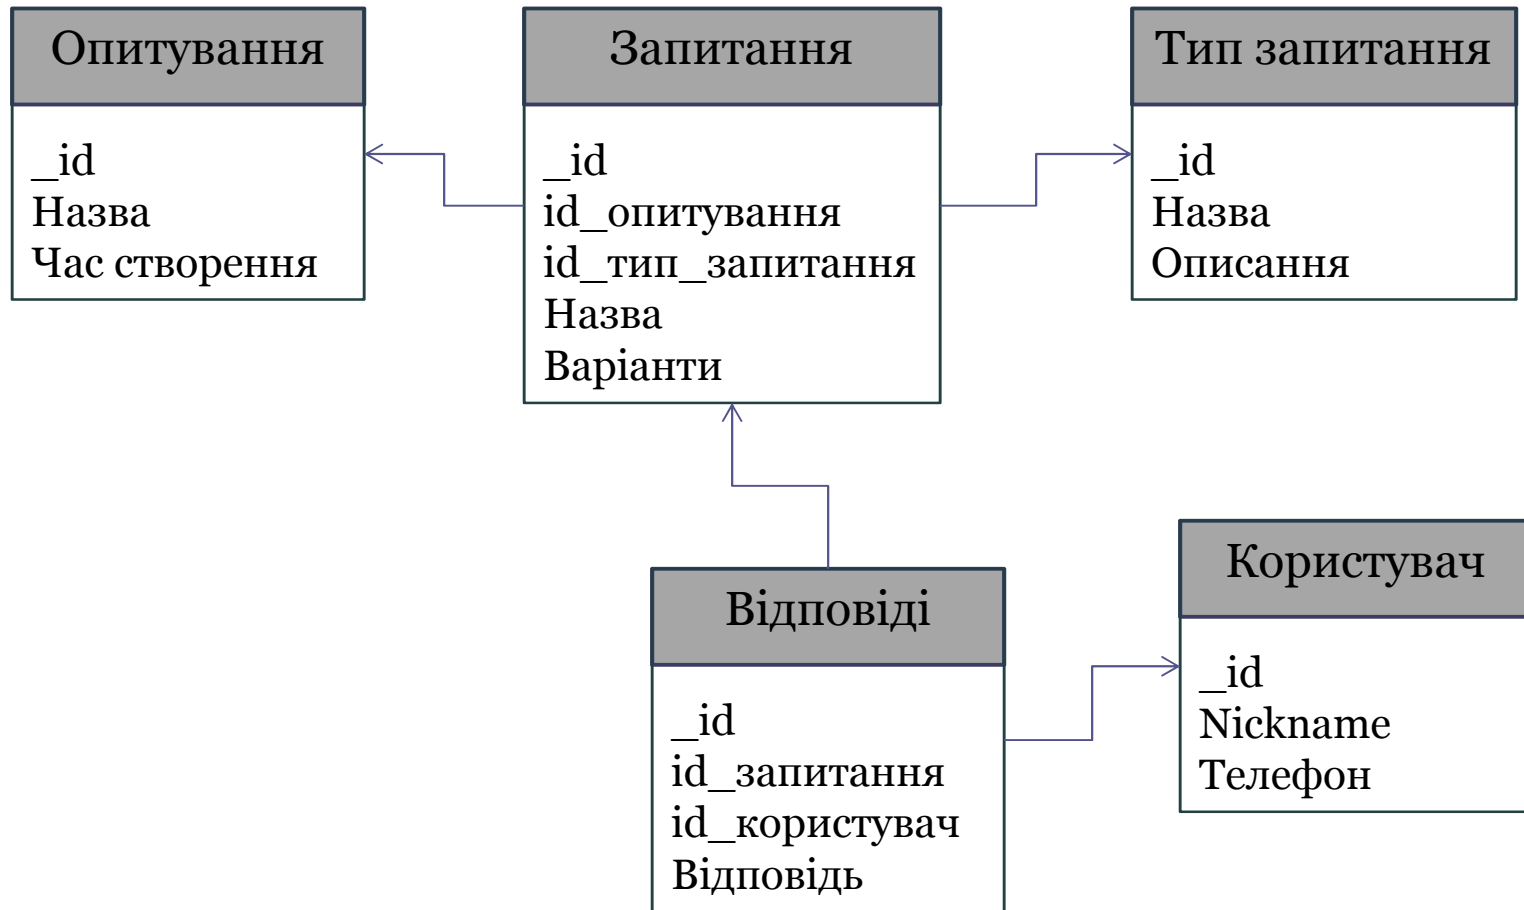 Опитування
_id
Назва
Час створення
Запитання
_id
id_опитування
id_тип_запитання
Назва
Варіанти
Тип запитання
_id
Назва
Описання
Відповіді
_id
id_запитання
id_користувач
Відповідь
Користувач
_id
Nickname
Телефон